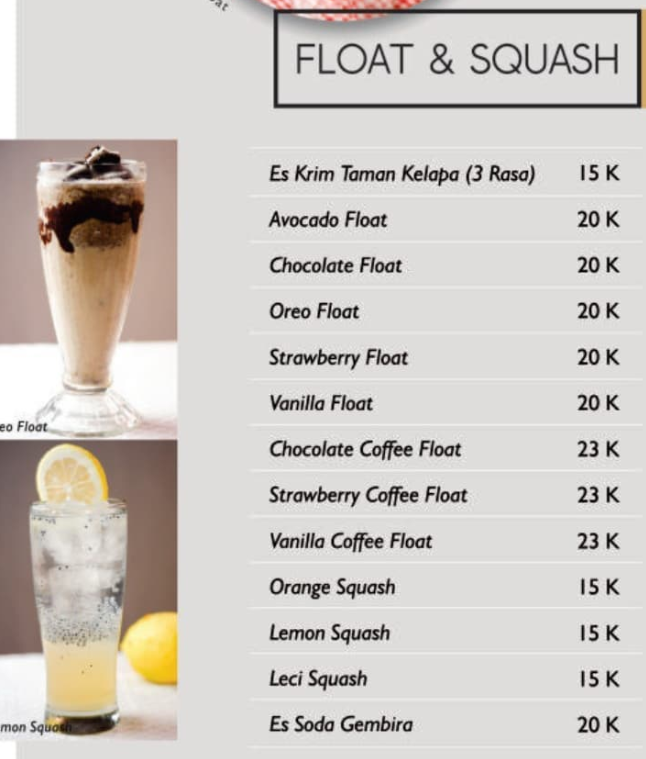 FLOAT & SQUASH
Es Krim Taman Kelapa (3 Rasa) 15 K
Avocado Float 20 K
Chocolate Float 20 K
Oreo Float 20 K
Strawberry Float 20 K
Vanilla Float 20 K
Chocolate Coffee Float 23 K
Strawberry Coffee Float 23 K
Vanilla Coffee Float 23 K
Orange Squash 15 K
Lemon Squash 15 K
Leci Squash 15 K
Es Soda Gembira 20 K
eo Float
mon Squash